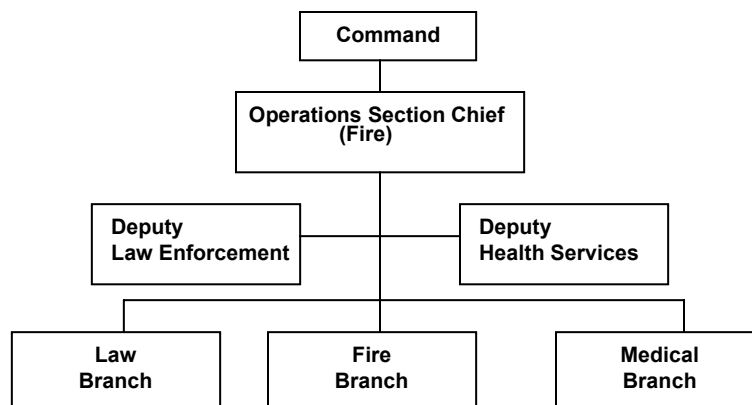 Command
Operations Section Chief
(Fire)
Deputy
Law Enforcement
Deputy
Health Services
Law
Branch
Fire
Branch
Medical
Branch